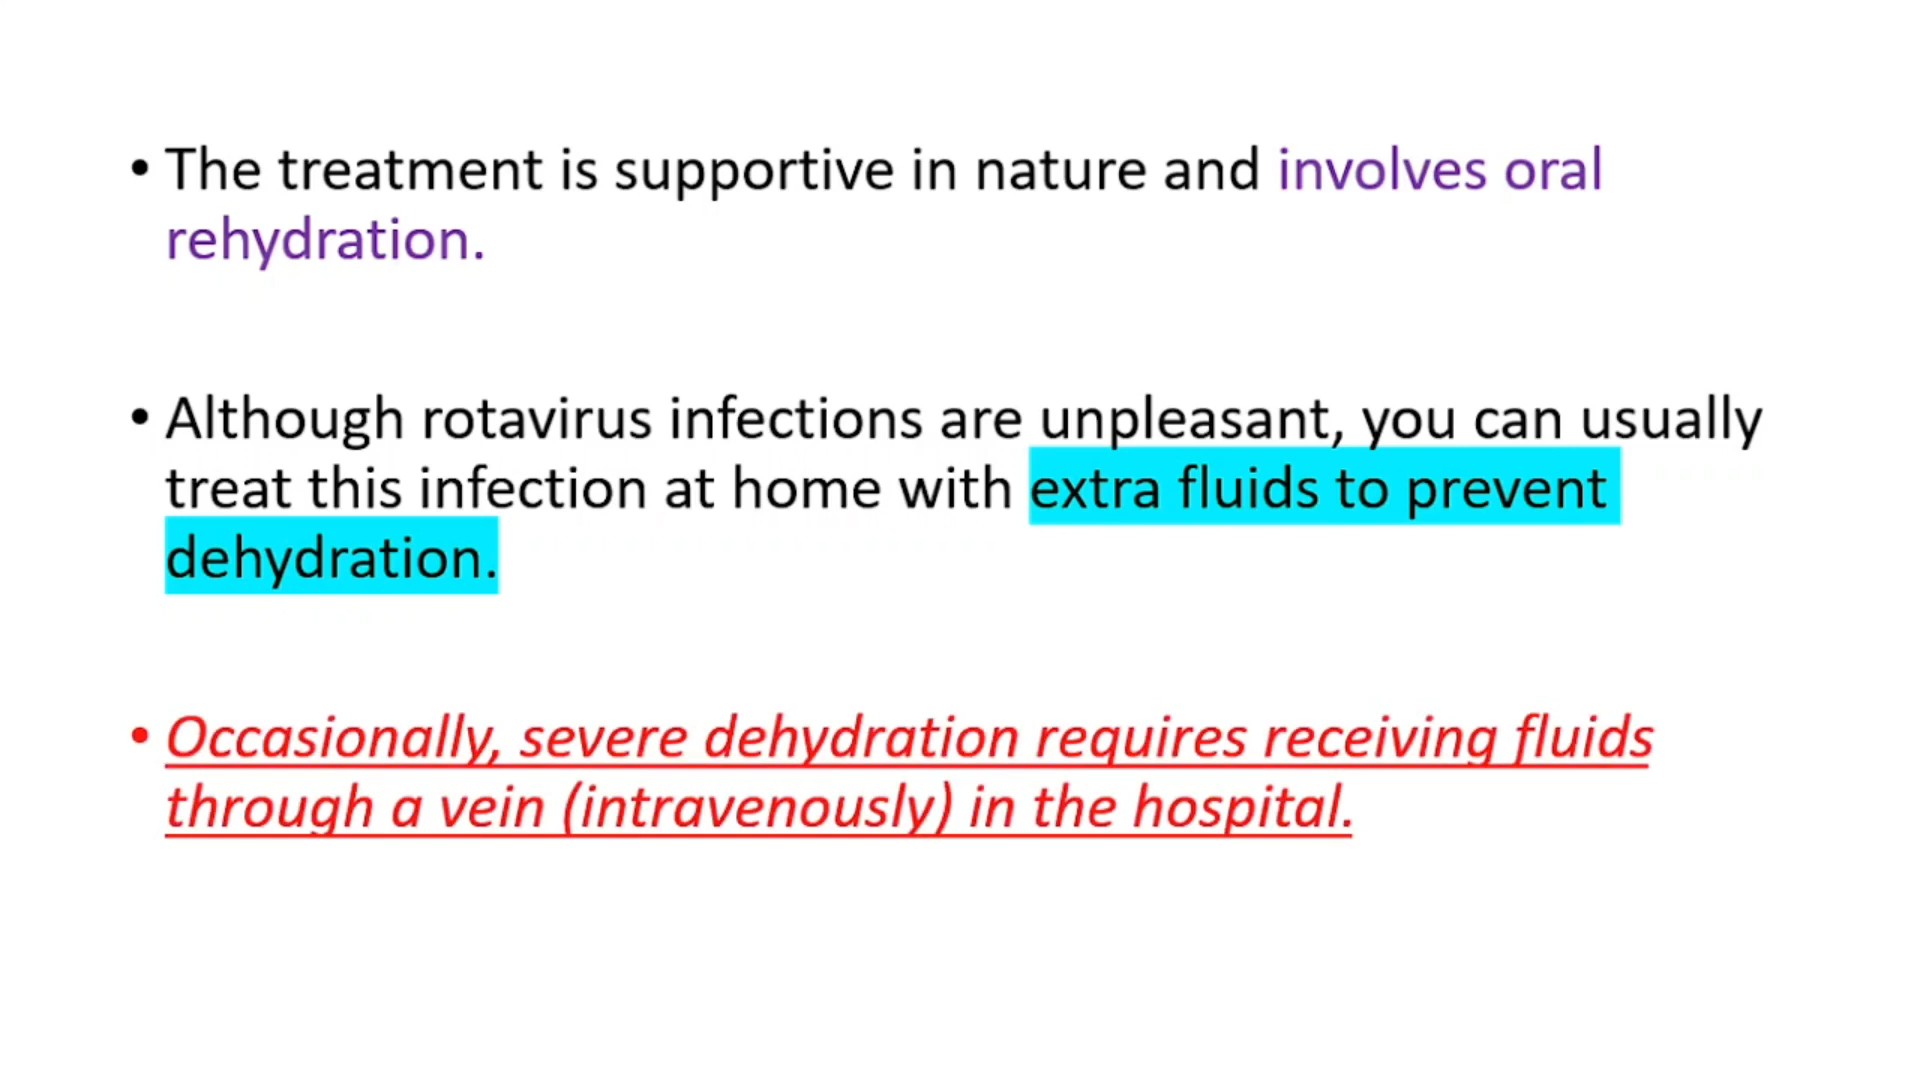 • The treatment is supportive in nature and involves oral
rehydration.
• Although rotavirus infections are unpleasant, you can usually
treat this infection at home with extra fluids to prevent
dehydration.
• Occasionally, severe dehydration requires receiving fluids
through a vein (intravenously) in the hospital.